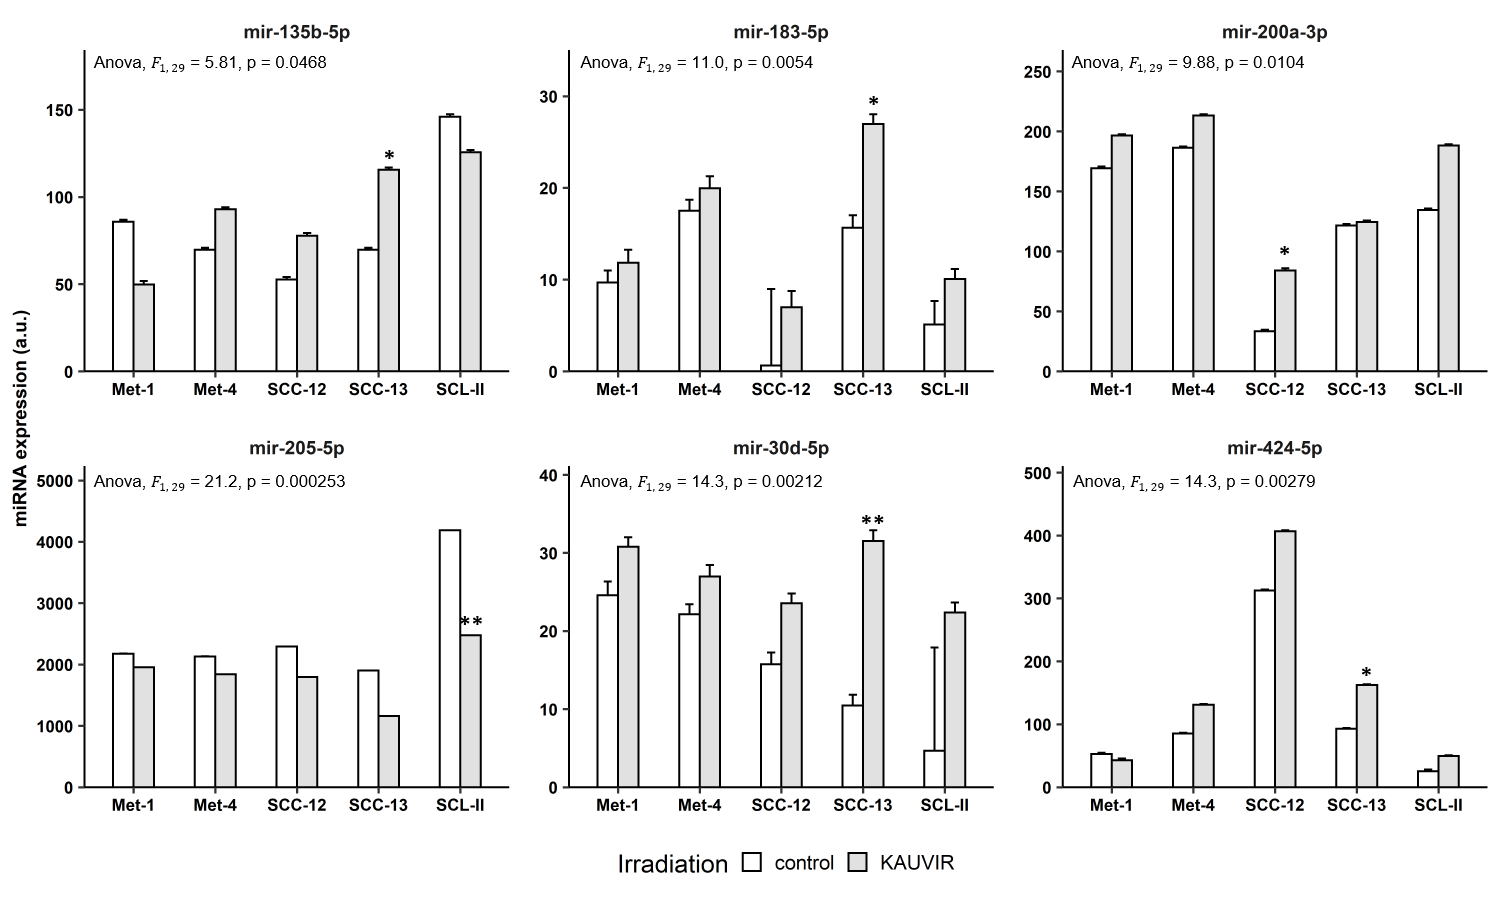 miRNA expression (a.u.)
mir-135b-5p
Anova, F1, 29 = 5.81, p = 0.0468
150
100
50
0
*
Met-1 Met-4 SCC-12 SCC-13 SCL-II
mir-183-5p
Anova, F1, 29 = 11.0, p = 0.0054
30
20
10
0
*
Met-1 Met-4 SCC-12 SCC-13 SCL-II
mir-200a-3p
Anova, F1, 29 = 9.88, p = 0.0104
250
200
150
100
50
0
*
Met-1 Met-4 SCC-12 SCC-13 SCL-II
mir-205-5p
Anova, F1, 29 = 21.2, p = 0.000253
5000
4000
3000
2000
1000
0
**
Met-1 Met-4 SCC-12 SCC-13 SCL-II
mir-30d-5p
Anova, F1, 29 = 14.3, p = 0.00212
40
30
20
10
0
**
Met-1 Met-4 SCC-12 SCC-13 SCL-II
mir-424-5p
Anova, F1, 29 = 14.3, p = 0.00279
500
400
300
200
100
0
*
Met-1 Met-4 SCC-12 SCC-13 SCL-II
Irradiation control KAUVIR